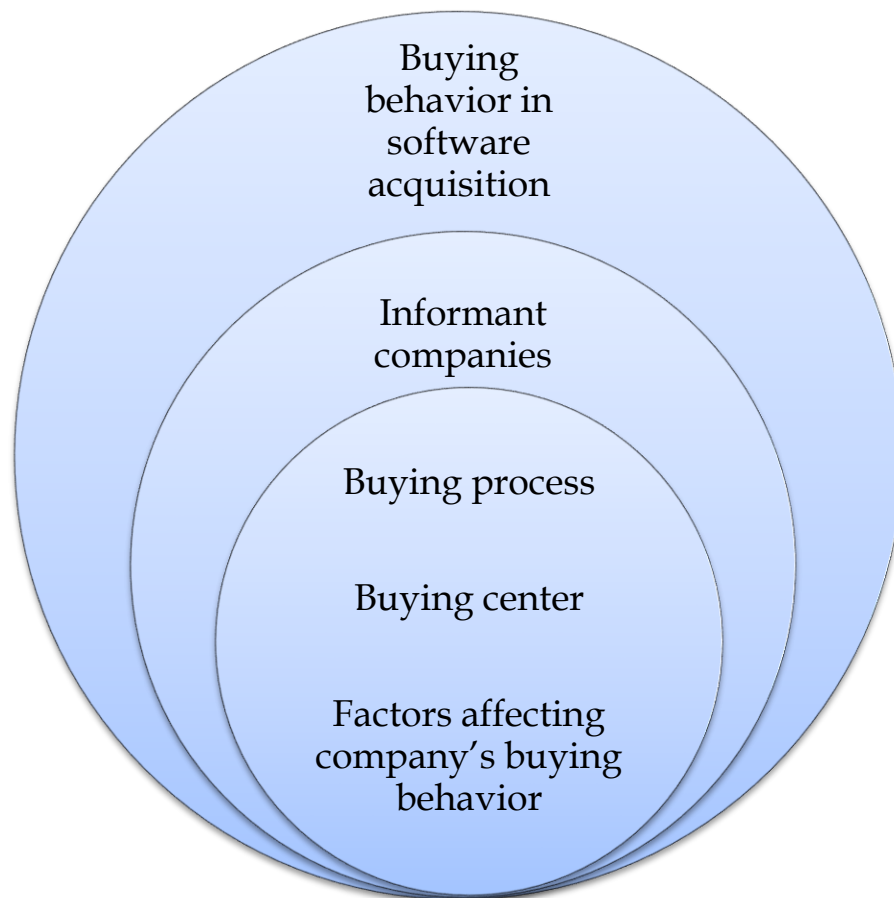 Buying
behavior in
software
acquisition
Informant
companies
Buying process
Buying center
Factors affecting
company’s buying
behavior